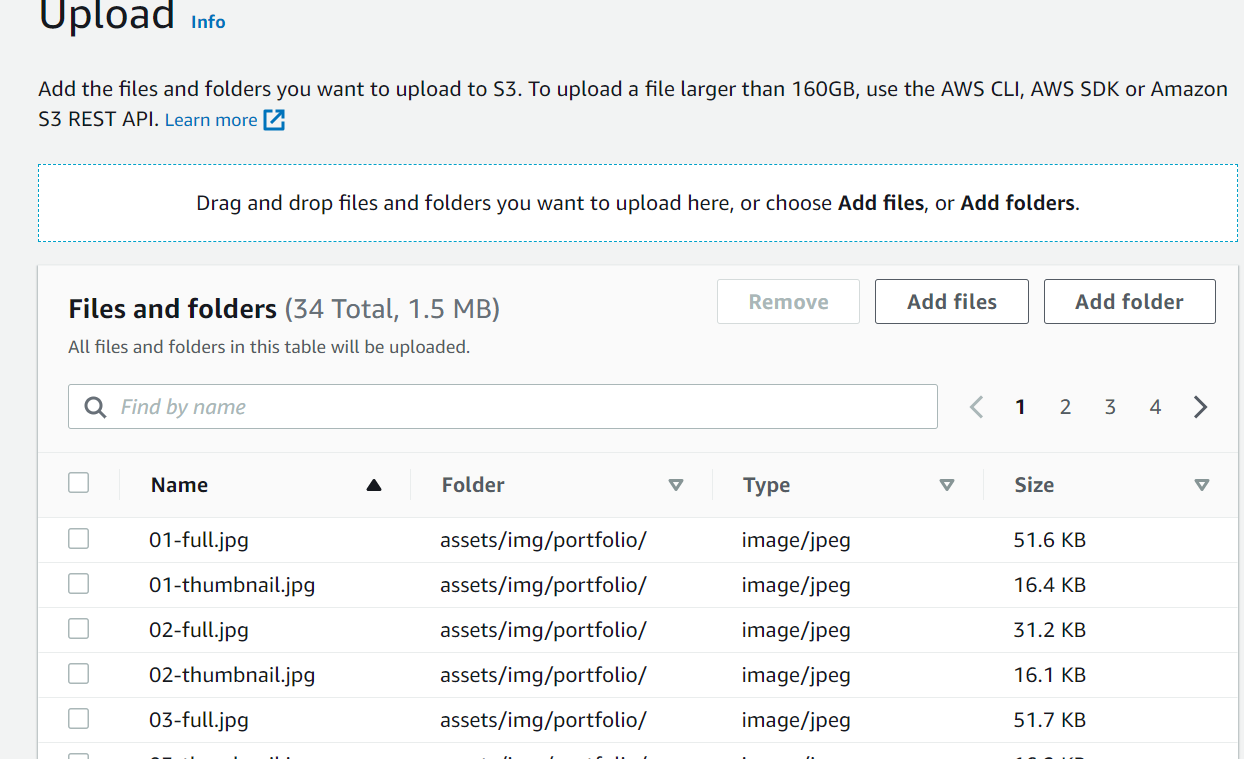 Upload Info
Add the files and folders you want to upload to S3. To upload a file larger than 160GB, use the AWS CLI, AWS SDK or Amazon
S3 REST API. Learn more
Drag and drop files and folders you want to upload here, or choose Add files, or Add folders.
Files and folders (34 Total, 1.5 MB) Remove Add files Add folder
All files and folders in this table will be uploaded.
Find by name 1 2 3 4
Name Folder Type Size
01-full.jpg assets/img/portfolio/ image/jpeg 51.6 KB
01-thumbnail.jpg assets/img/portfolio/ image/jpeg 16.4 KB
02-full.jpg assets/img/portfolio/ image/jpeg 31.2 KB
02-thumbnail.jpg assets/img/portfolio/ image/jpeg 16.1 KB
03-full.jpg assets/img/portfolio/ image/jpeg 51.7 KB